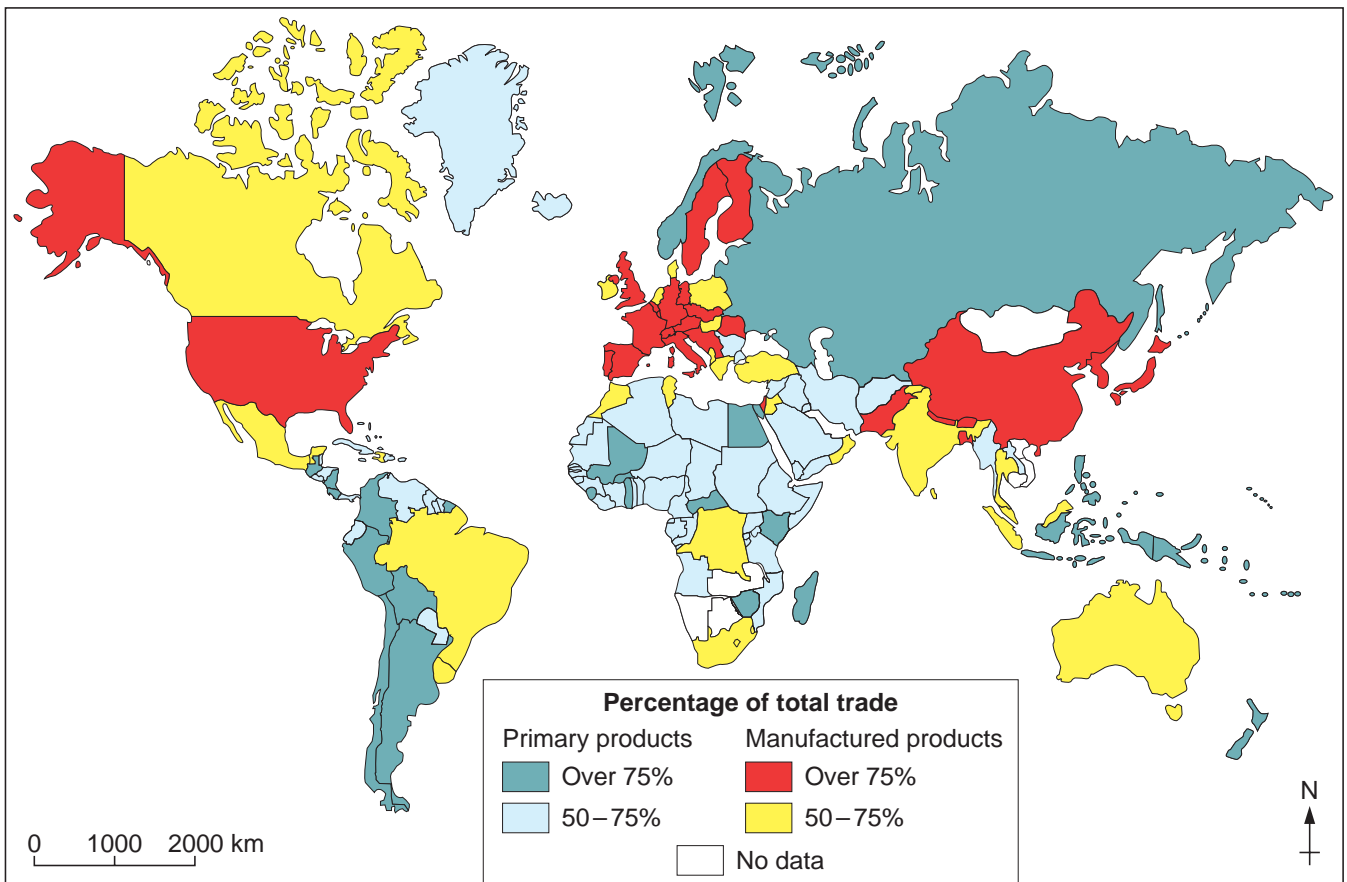 Percentage of total trade
Primary products Manufactured products
Over 75% Over 75%
50–75% 50–75%
No data
0 1000 2000 km
N